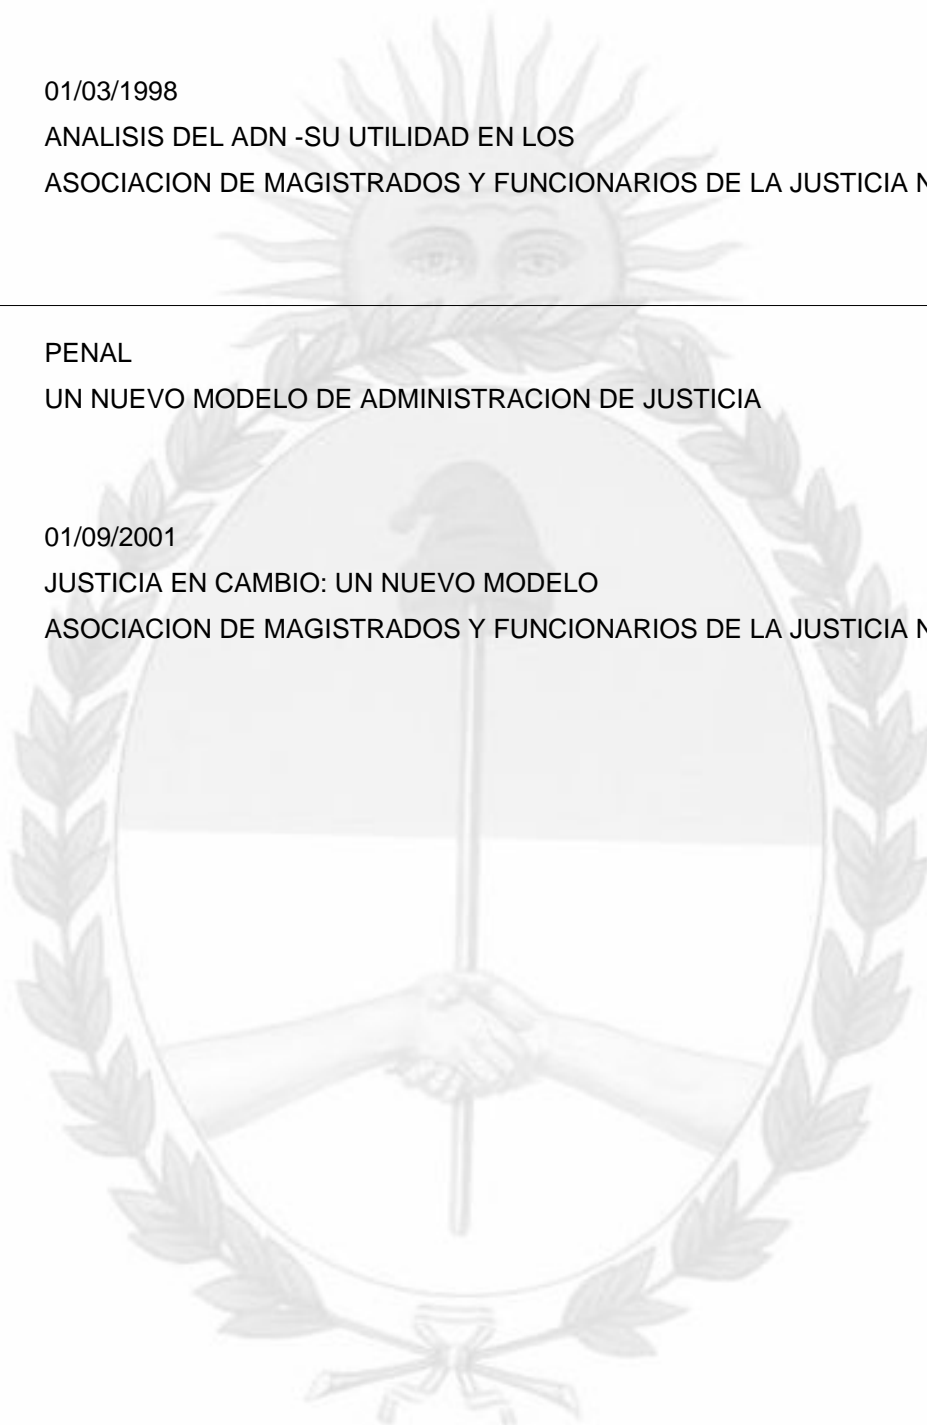 01/03/1998
ANALISIS DEL ADN -SU UTILIDAD EN LOS
ASOCIACION DE MAGISTRADOS Y FUNCIONARIOS DE LA JUSTICIA N
PENAL
UN NUEVO MODELO DE ADMINISTRACION DE JUSTICIA
01/09/2001
JUSTICIA EN CAMBIO: UN NUEVO MODELO
ASOCIACION DE MAGISTRADOS Y FUNCIONARIOS DE LA JUSTICIA N